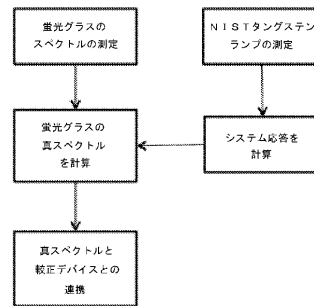 蛍光グラスの
スペクトルの測定
ＮＩＳＴタングステン
ランプの測定
蛍光グラスの
真スペクトル
を計算
システム応答を
計算
真スペクトルと
較正デバイスとの
連携